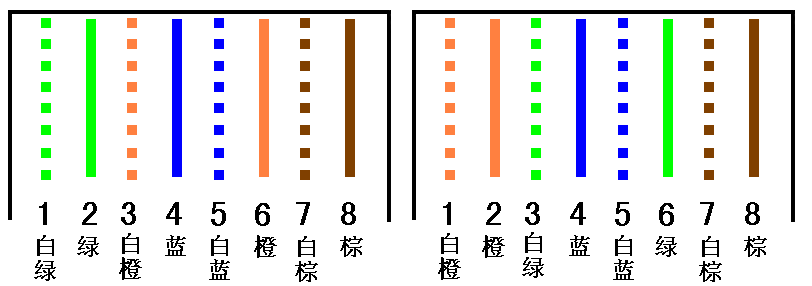 1 2 3 4 5 6 7 8
白绿 绿 白橙 蓝 白蓝 橙 白棕 棕
1 2 3 4 5 6 7 8
白橙 橙 白绿 蓝 白蓝 绿 白棕 棕